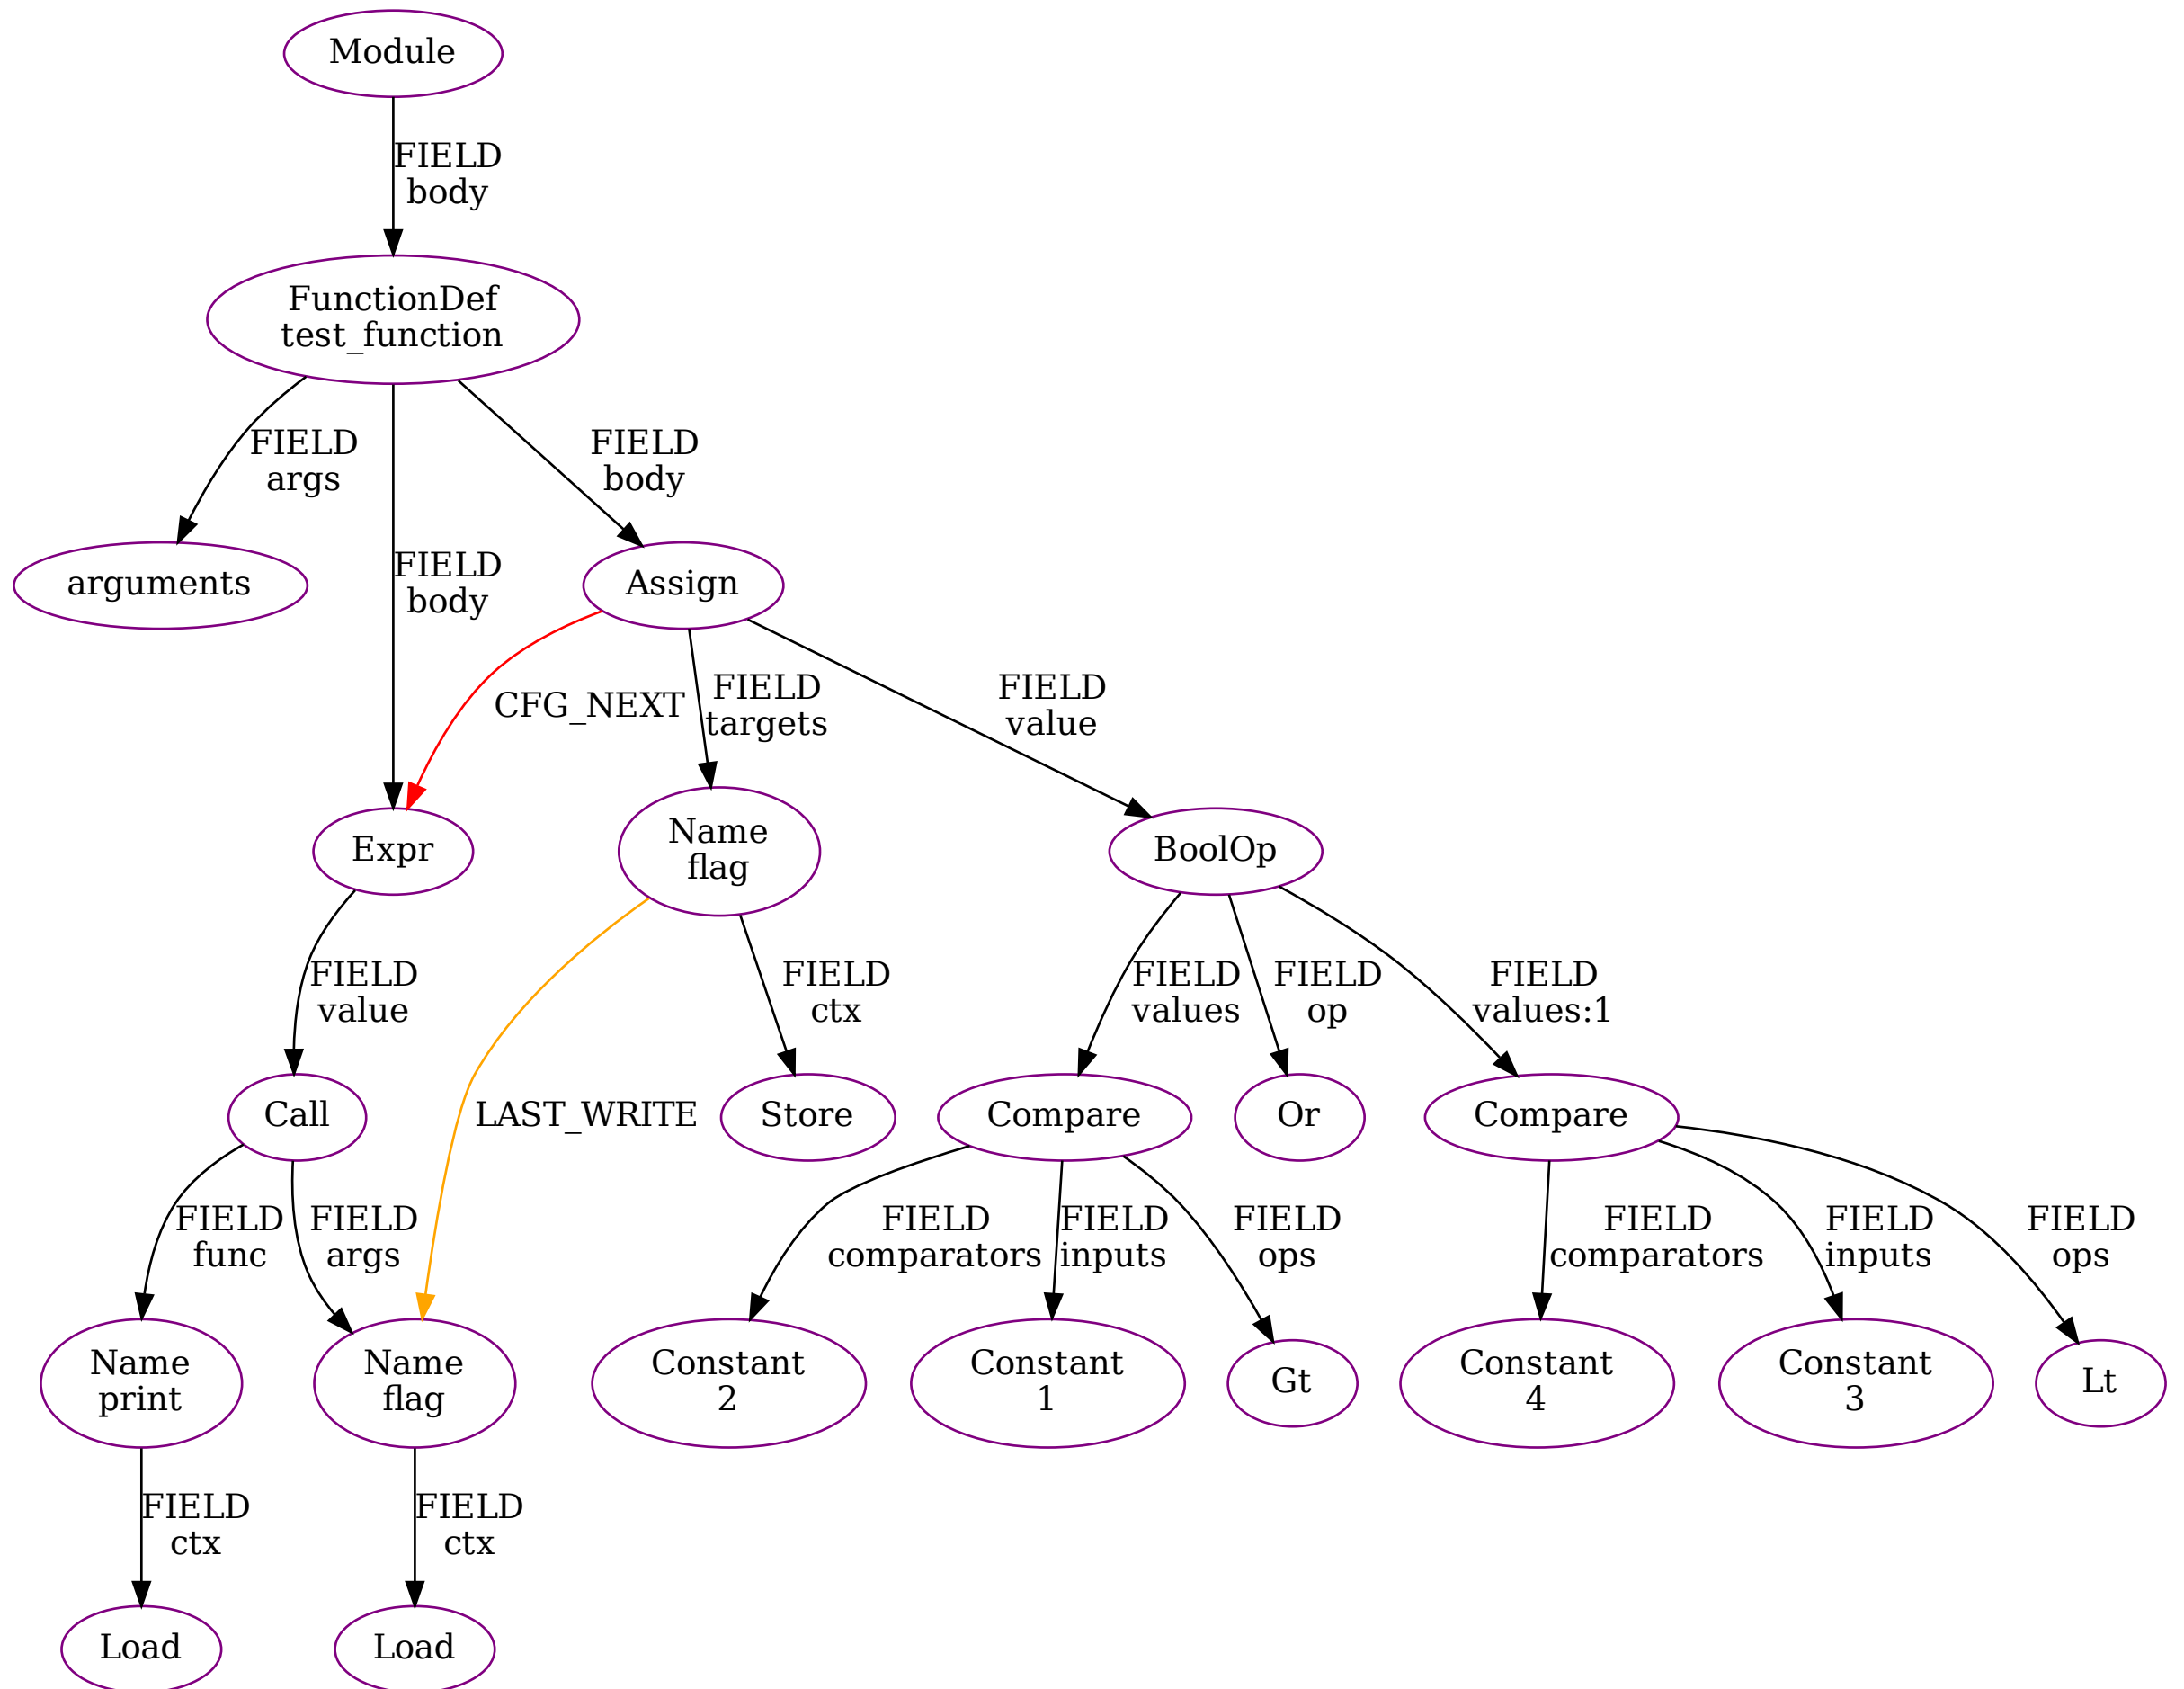 Module
FIELD
body
FunctionDef
test_function
FIELD
args
FIELD
body
arguments
FIELD
body
Assign
CFG_NEXT
FIELD
targets
FIELD
value
Expr
Name
flag
BoolOp
FIELD
value
FIELD
ctx
FIELD
values
FIELD
op
FIELD
values:1
Call
LAST_WRITE
Store
Compare
Or
Compare
FIELD
func
FIELD
args
FIELD
comparators
FIELD
inputs
FIELD
ops
FIELD
comparators
FIELD
inputs
FIELD
ops
Name
print
Name
flag
Constant
2
Constant
1
Gt
Constant
4
Constant
3
Lt
FIELD
ctx
FIELD
ctx
Load
Load